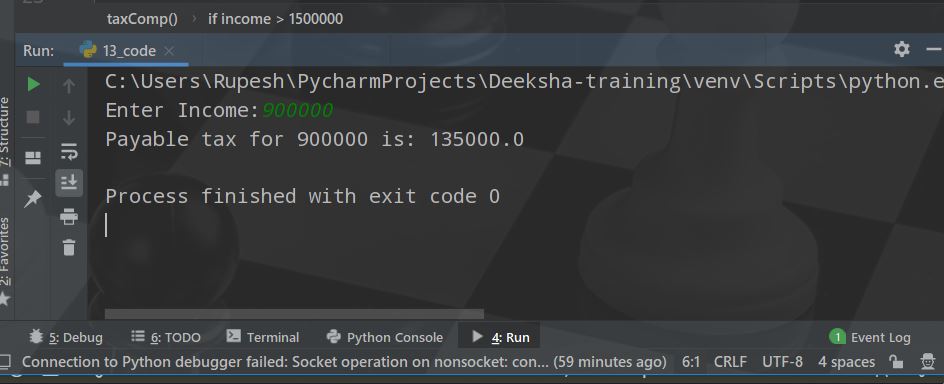 taxComp() › if income > 1500000
Run: 13_code ×
C:\Users\Rupesh\PycharmProjects\Deeksha-training\venv\Scripts\python.e
Enter Income:900000
Payable tax for 900000 is: 135000.0
Process finished with exit code 0
7: Structure
2: Favorites
5: Debug 6: TODO Terminal Python Console 4: Run 1 Event Log
Connection to Python debugger failed: Socket operation on nonsocket: con... (59 minutes ago) 6:1 CRLF UTF-8 4 spaces